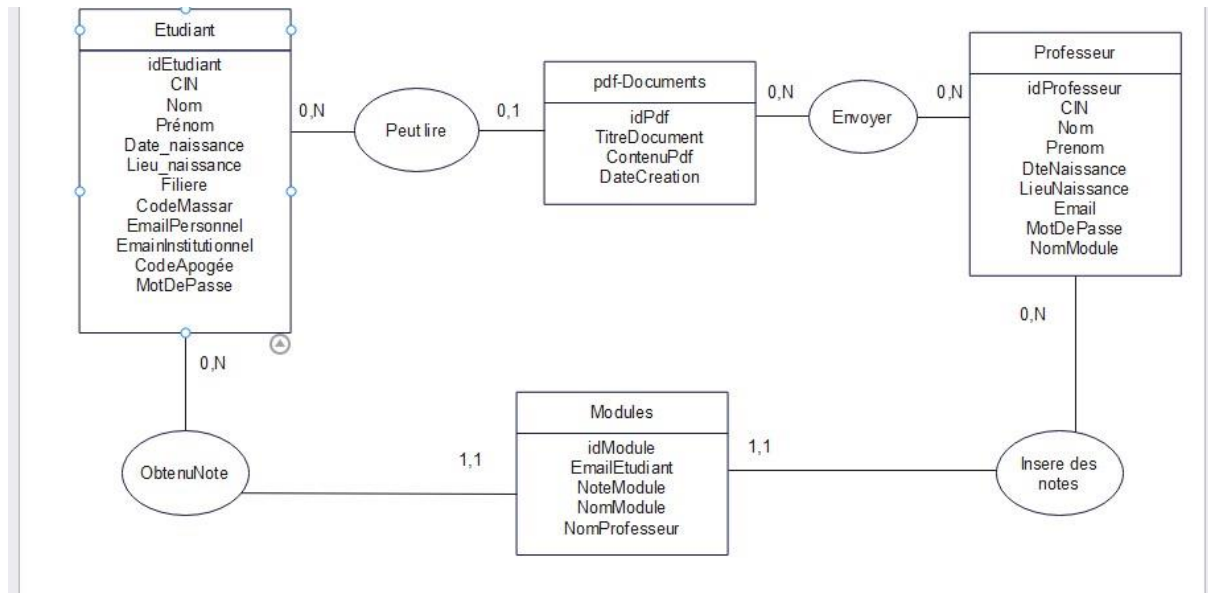 Etudiant
idEtudiant
CIN
Nom
Prénom
Date_naissance
Lieu_naissance
Filiere
CodeMassar
EmailPersonnel
EmainInstitutionnel
CodeApogée
MotDePasse
0,N
Peut lire
0,1
pdf-Documents
idPdf
TitreDocument
ContenuPdf
DateCreation
0,N
Envoyer
0,N
Professeur
idProfesseur
CIN
Nom
Prenom
DteNaissance
LieuNaissance
Email
MotDePasse
NomModule
0,N
0,N
ObtenuNote
1,1
Modules
idModule
EmailEtudiant
NoteModule
NomModule
NomProfesseur
1,1
Insere des
notes